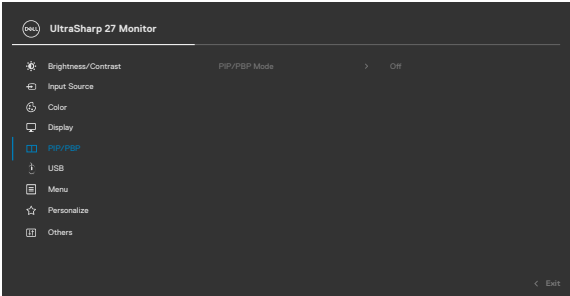 DELL UltraSharp 27 Monitor
Brightness/Contrast PIP/PBP Mode > Off
Input Source
Color
Display
PIP/PBP
USB
Menu
Personalize
Others
< Exit